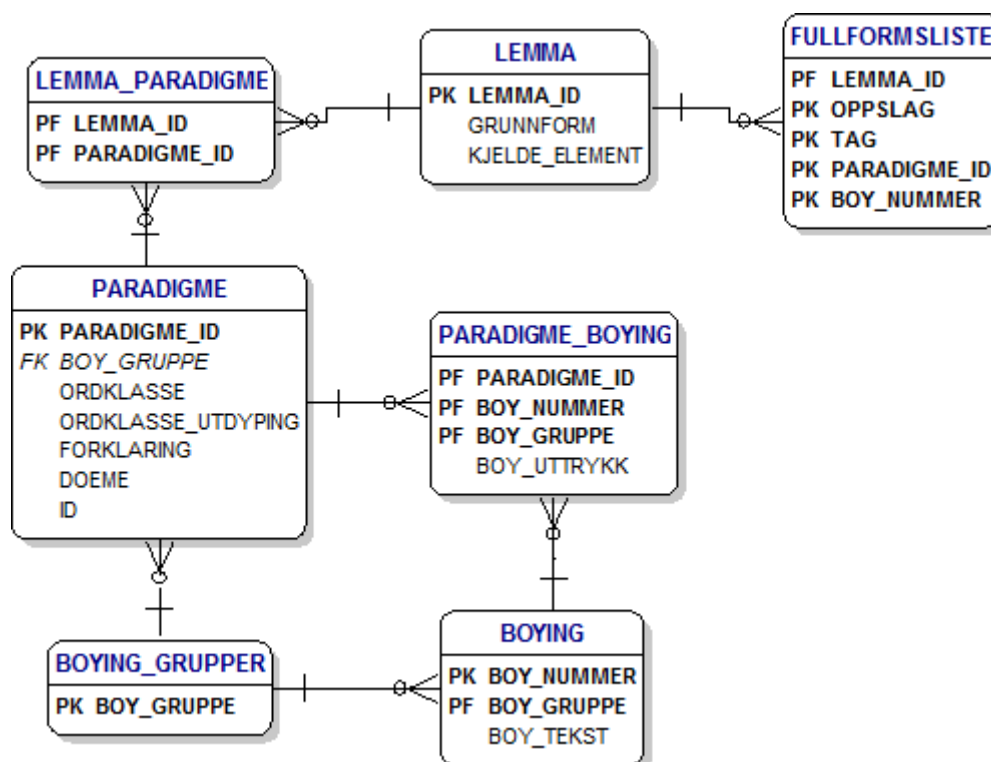 LEMMA_PARADIGME
PF LEMMA_ID
PF PARADIGME_ID
LEMMA
PK LEMMA_ID
GRUNNFORM
KJELDE_ELEMENT
FULLFORMSLISTE
PF LEMMA_ID
PK OPPSLAG
PK TAG
PK PARADIGME_ID
PK BOY_NUMMER
PARADIGME
PK PARADIGME_ID
FK BOY_GRUPPE
ORDKLASSE
ORDKLASSE_UTDYPING
FORKLARING
DOEME
ID
PARADIGME_BOYING
PF PARADIGME_ID
PF BOY_NUMMER
PF BOY_GRUPPE
BOY_UTTRYKK
BOYING_GRUPPER
PK BOY_GRUPPE
BOYING
PK BOY_NUMMER
PF BOY_GRUPPE
BOY_TEKST